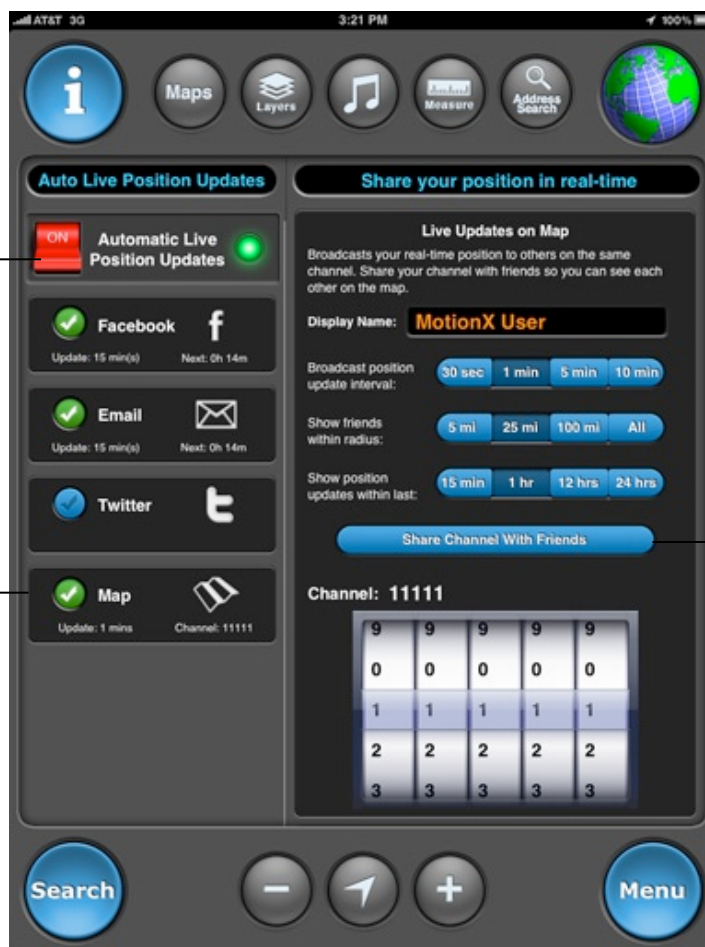 AT&T 3G 3:21 PM 100%
i
Maps
Layers
Measure
Address
Search
Auto Live Position Updates
ON
Automatic Live
Position Updates
Facebook f
Update: 15 min(s) Next: 0h 14m
Email
Update: 15 min(s) Next: 0h 14m
Twitter t
Map
Update: 1 mins Channel: 11111
Share your position in real-time
Live Updates on Map
Broadcasts your real-time position to others on the same
channel. Share your channel with friends so you can see each
other on the map.
Display Name: MotionX User
Broadcast position
update interval:
30 sec 1 min 5 min 10 min
Show friends
within radius:
5 mi 25 mi 100 mi All
Show position
updates within last:
15 min 1 hr 12 hrs 24 hrs
Share Channel With Friends
Channel: 11111
9 9 9 9 9
0 0 0 0 0
1 1 1 1 1
2 2 2 2 2
3 3 3 3 3
Search
− +
Menu